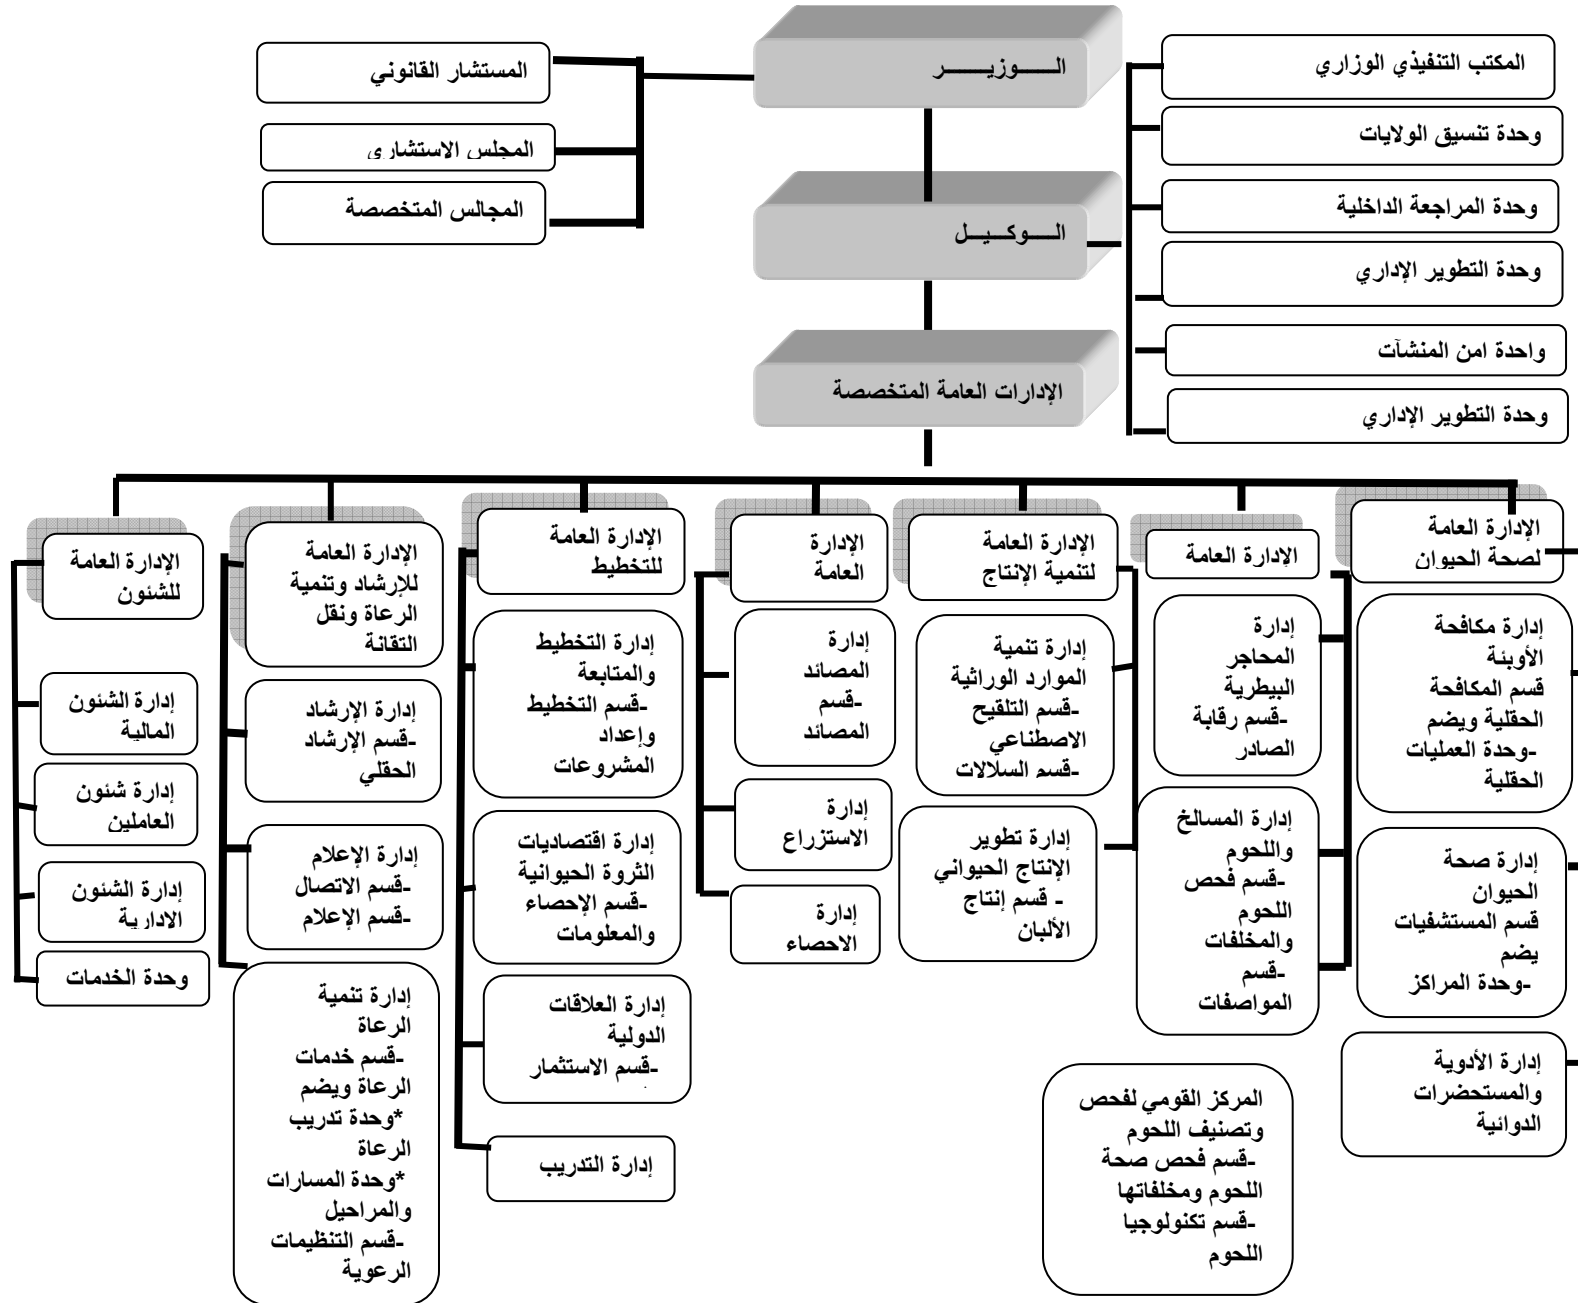 الـــــوزيـــــــر
المستشار القانوني
المجلس الاستشاري
المجالس المتخصصة
المكتب التنفيذي الوزاري
وحدة تنسيق الولايات
وحدة المراجعة الداخلية
وحدة التطوير الإداري
واحدة امن المنشآت
وحدة التطوير الإداري
الـــــوكـــيـــل
الإدارات العامة المتخصصة
الإدارة العامة
لصحة الحيوان
إدارة مكافحة
الأوبئة
قسم المكافحة
الحقلية ويضم
-وحدة العمليات
الحقلية
إدارة صحة
الحيوان
قسم المستشفيات
يضم
-وحدة المراكز
إدارة الأدوية
والمستحضرات
الدوائية
الإدارة العامة
إدارة
المحاجر
البيطرية
-قسم رقابة
الصادر
إدارة المسالخ
واللحوم
-قسم فحص
اللحوم
والمخلفات
-قسم
المواصفات
المركز القومي لفحص
وتصنيف اللحوم
-قسم فحص صحة
اللحوم ومخلفاتها
-قسم تكنولوجيا
اللحوم
الإدارة العامة
لتنمية الإنتاج
إدارة تنمية
الموارد الوراثية
-قسم التلقيح
الاصطناعي
-قسم السلالات
إدارة تطوير
الإنتاج الحيواني
- قسم إنتاج
الألبان
الإدارة
العامة
إدارة
المصائد
-قسم
المصائد
إدارة
الاستزراع
إدارة
الاحصاء
الإدارة العامة
للتخطيط
إدارة التخطيط
والمتابعة
-قسم التخطيط
وإعداد
المشروعات
إدارة اقتصاديات
الثروة الحيوانية
-قسم الإحصاء
والمعلومات
إدارة العلاقات
الدولية
-قسم الاستثمار
إدارة التدريب
الإدارة العامة
للإرشاد وتنمية
الرعاة ونقل
التقانة
إدارة الإرشاد
-قسم الإرشاد
الحقلي
إدارة الإعلام
-قسم الاتصال
-قسم الإعلام
إدارة تنمية
الرعاة
-قسم خدمات
الرعاة ويضم
*وحدة تدريب
الرعاة
*وحدة المسارات
والمراحيل
-قسم التنظيمات
الرعوية
الإدارة العامة
للشئون
إدارة الشئون
المالية
إدارة شئون
العاملين
إدارة الشئون
الادارية
وحدة الخدمات